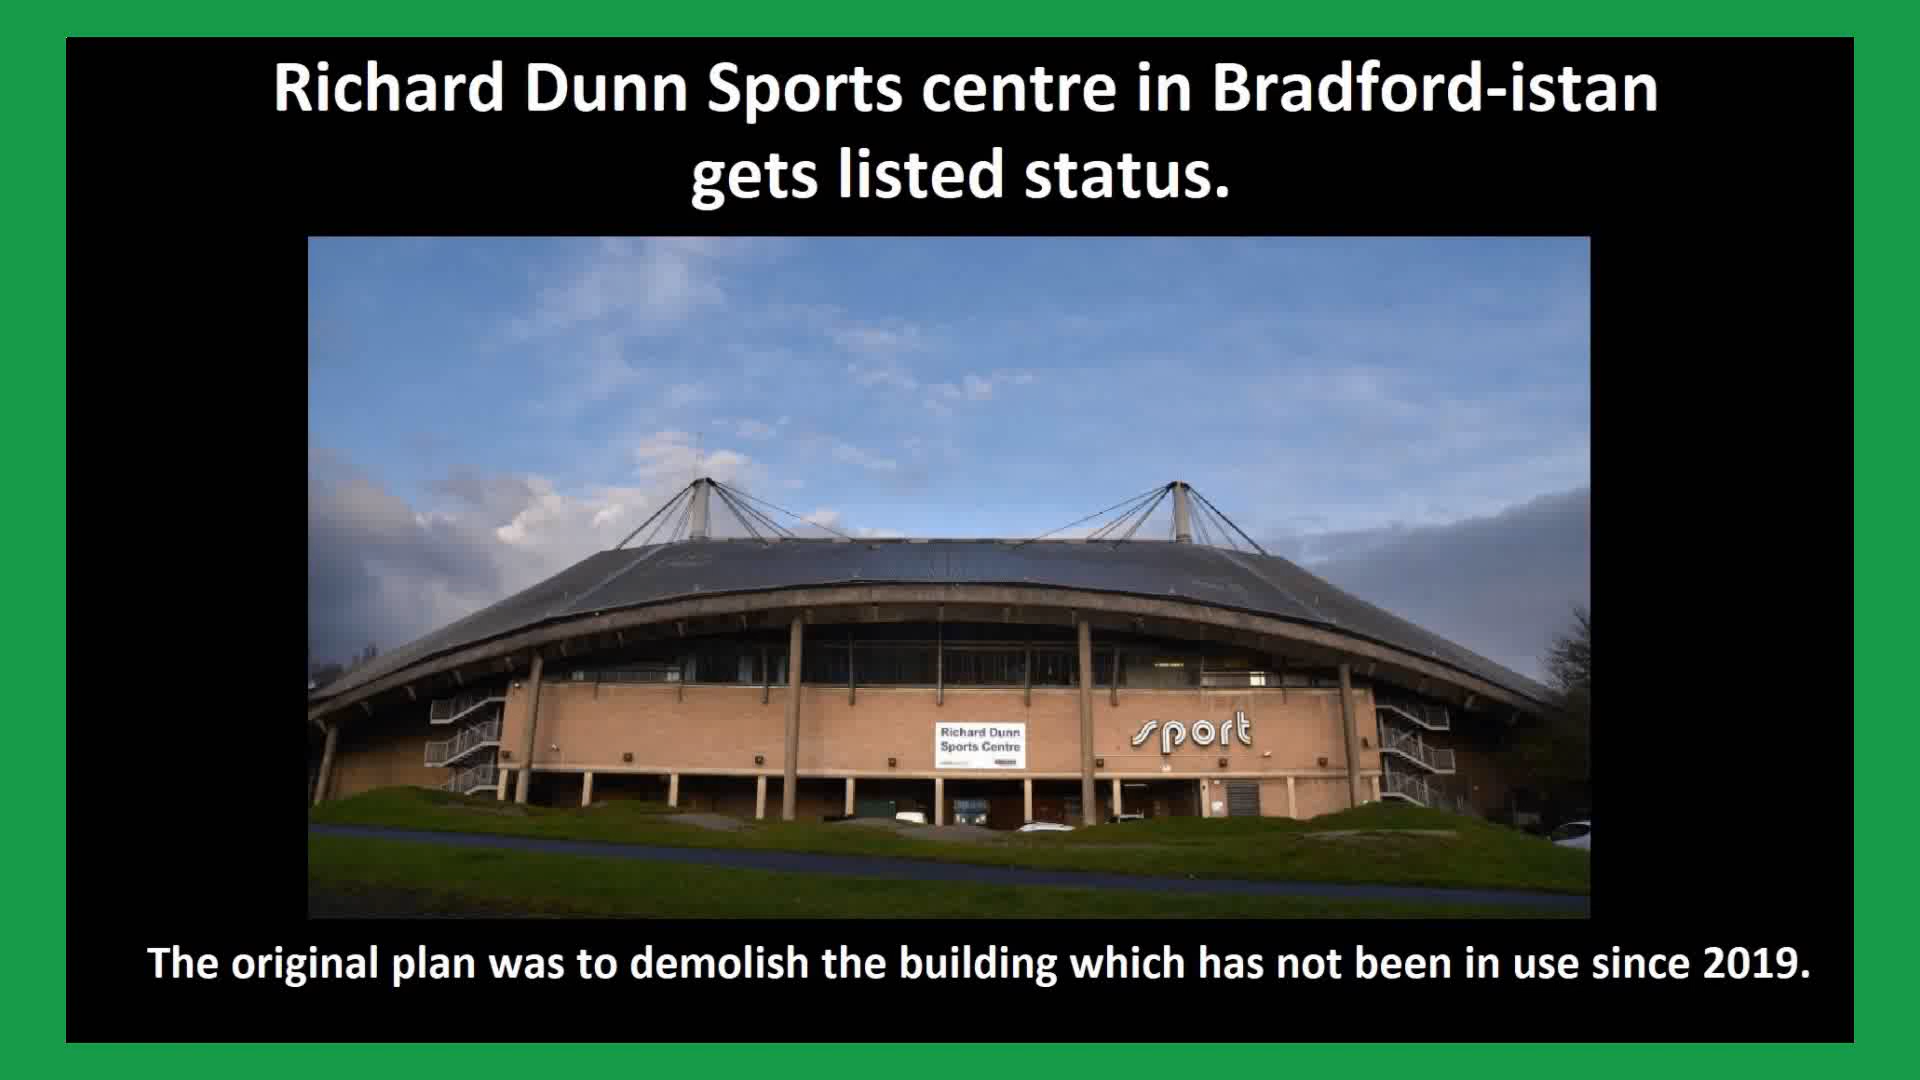 Richard Dunn Sports centre in Bradford-istan
gets listed status.
Richard Dunn
Sports Centre
sport
The original plan was to demolish the building which has not been in use since 2019.